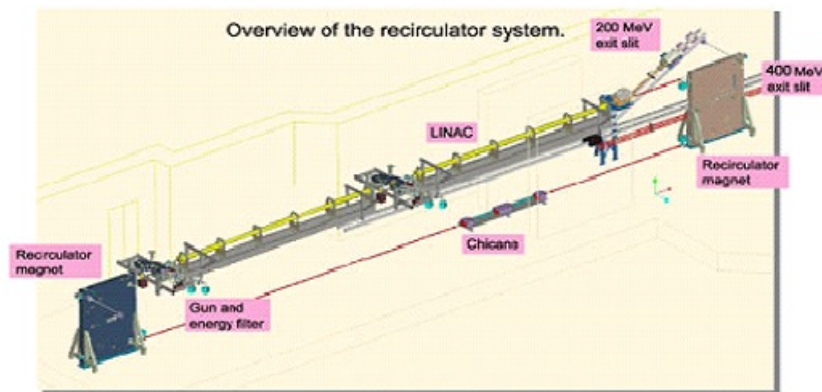 Overview of the recirculator system.
200 MeV
exit slit
400 MeV
exit slit
LINAC
Recirculator
magnet
Chicane
Recirculator
magnet
Gun and
energy filter